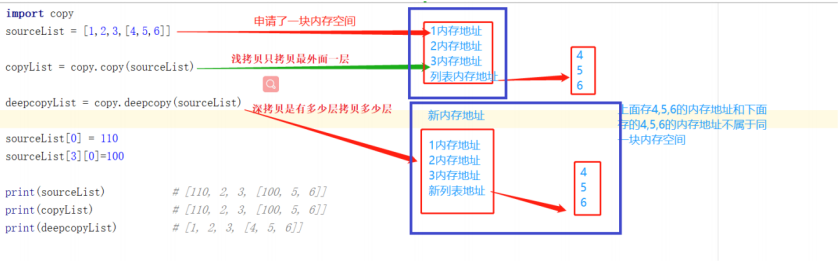 import copy
sourceList = [1,2,3,[4,5,6]]
申请了一块内存空间
1内存地址
2内存地址
3内存地址
列表内存地址
4
5
6
copyList = copy.copy(sourceList)
浅拷贝只拷贝最外面一层
deepcopyList = copy.deepcopy(sourceList)
深拷贝是有多少层拷贝多少层
新内存地址
上面存4,5,6的内存地址和下面
存的4,5,6的内存地址不属于同
一块内存空间
1内存地址
2内存地址
3内存地址
新列表地址
4
5
6
sourceList[0] = 110
sourceList[3][0]=100
print(sourceList) # [110, 2, 3, [100, 5, 6]]
print(copyList) # [110, 2, 3, [100, 5, 6]]
print(deepcopyList) # [1, 2, 3, [4, 5, 6]]